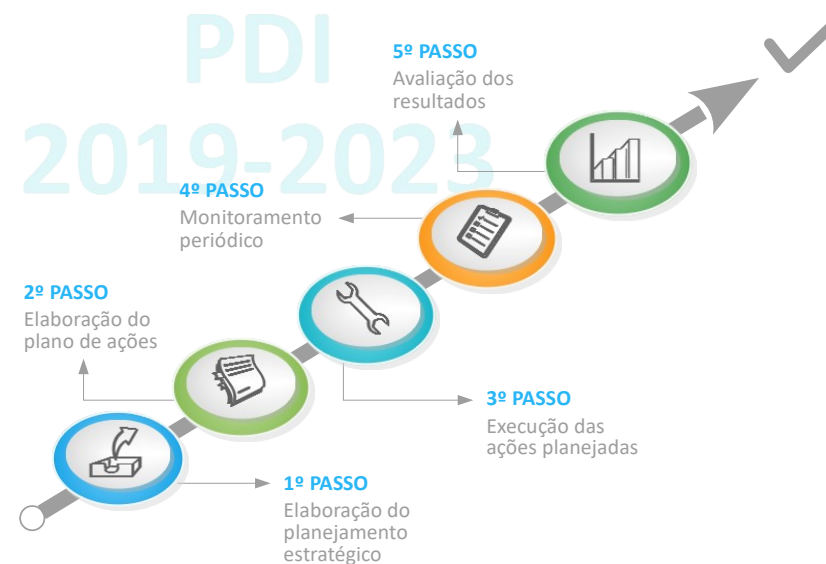 PDI
2019-2023
5º PASSO
Avaliação dos
resultados
4º PASSO
Monitoramento
periódico
2º PASSO
Elaboração do
plano de ações
3º PASSO
Execução das
ações planejadas
1º PASSO
Elaboração do
planejamento
estratégico